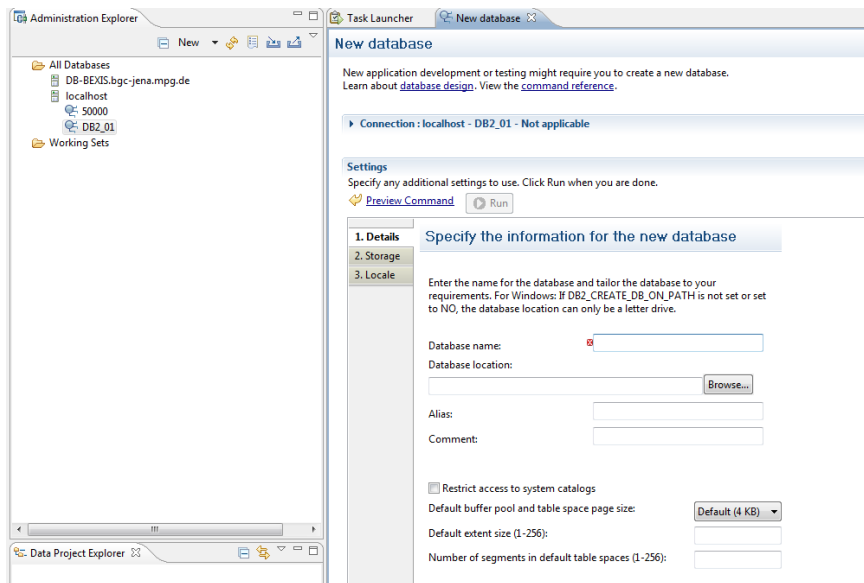 Administration Explorer
New
All Databases
DB-BEXIS.bgc-jena.mpg.de
localhost
50000
DB2_01
Working Sets
Data Project Explorer
Task Launcher
New database
New database
New application development or testing might require you to create a new database.
Learn about database design. View the command reference.
Connection : localhost - DB2_01 - Not applicable
Settings
Specify any additional settings to use. Click Run when you are done.
Preview Command
Run
1. Details
2. Storage
3. Locale
Specify the information for the new database
Enter the name for the database and tailor the database to your
requirements. For Windows: If DB2_CREATE_DB_ON_PATH is not set or set
to NO, the database location can only be a letter drive.
Database name:
Database location:
Browse...
Alias:
Comment:
Restrict access to system catalogs
Default buffer pool and table space page size:
Default (4 KB)
Default extent size (1-256):
Number of segments in default table spaces (1-256):